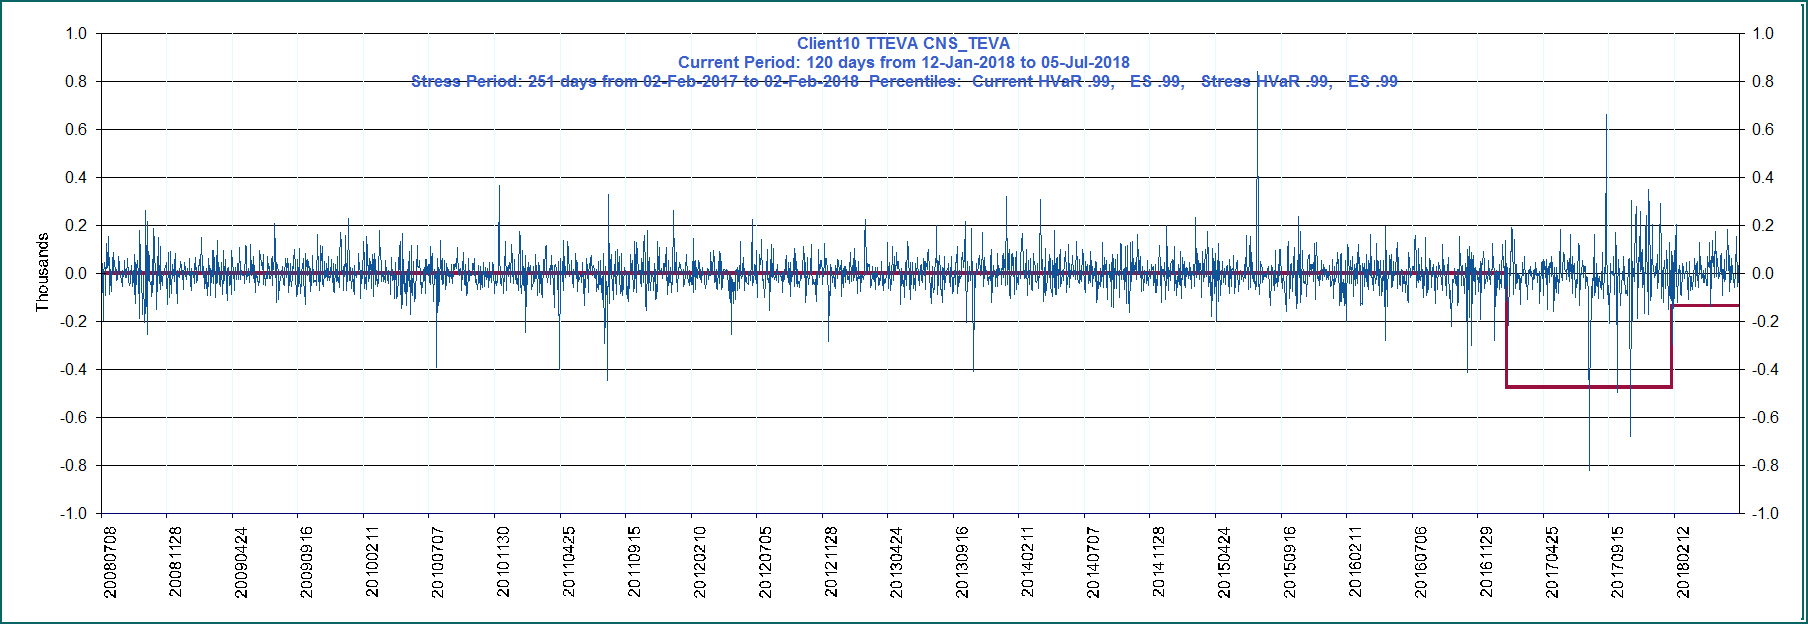 Client10 TTEVA CNS_TEVA
Current Period: 120 days from 12-Jan-2018 to 05-Jul-2018
Stress Period: 251 days from 02-Feb-2017 to 02-Feb-2018  Percentiles:  Current HVaR .99,   ES .99,   Stress HVaR .99,   ES .99
1.0 1.0
0.8 0.8
0.6 0.6
0.4 0.4
0.2 0.2
0.0 0.0
-0.2 -0.2
-0.4 -0.4
-0.6 -0.6
-0.8 -0.8
-1.0 -1.0
Thousands
20080708 20081128 20090424 20090916 20100211 20100707 20101130 20110425 20110915 20120210 20120705 20121128 20130424 20130916 20140211 20140707 20141128 20150424 20150916 20160211 20160706 20161129 20170425 20170915 20180212